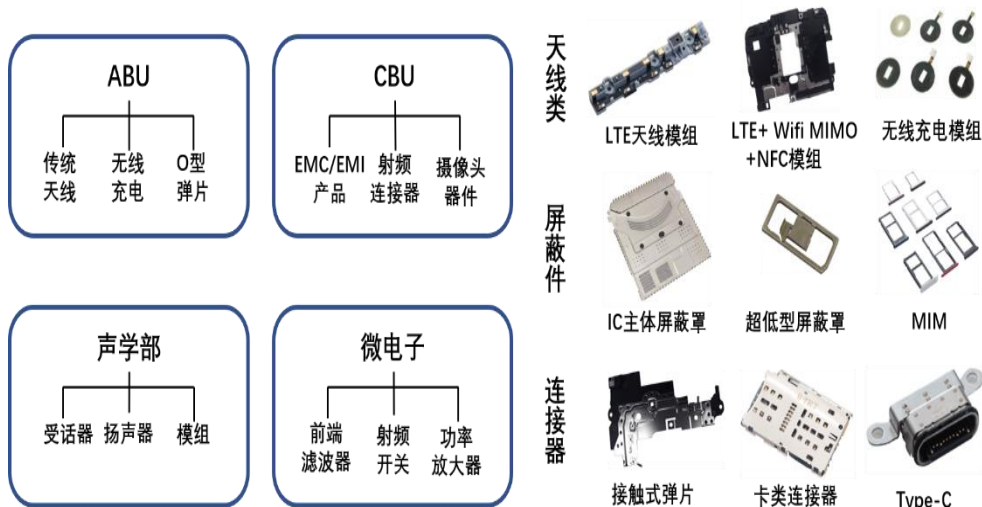 ABU
传统
天线
无线
充电
O型
弹片
CBU
EMC/EMI
产品
射频
连接器
摄像头
器件
声学部
受话器
扬声器
模组
微电子
前端
滤波器
射频
开关
功率
放大器
天线类
LTE天线模组
LTE+ Wifi MIMO
+NFC模组
无线充电模组
屏蔽件
IC主体屏蔽罩
超低型屏蔽罩
MIM
连接器
接触式弹片
卡类连接器
Type-C